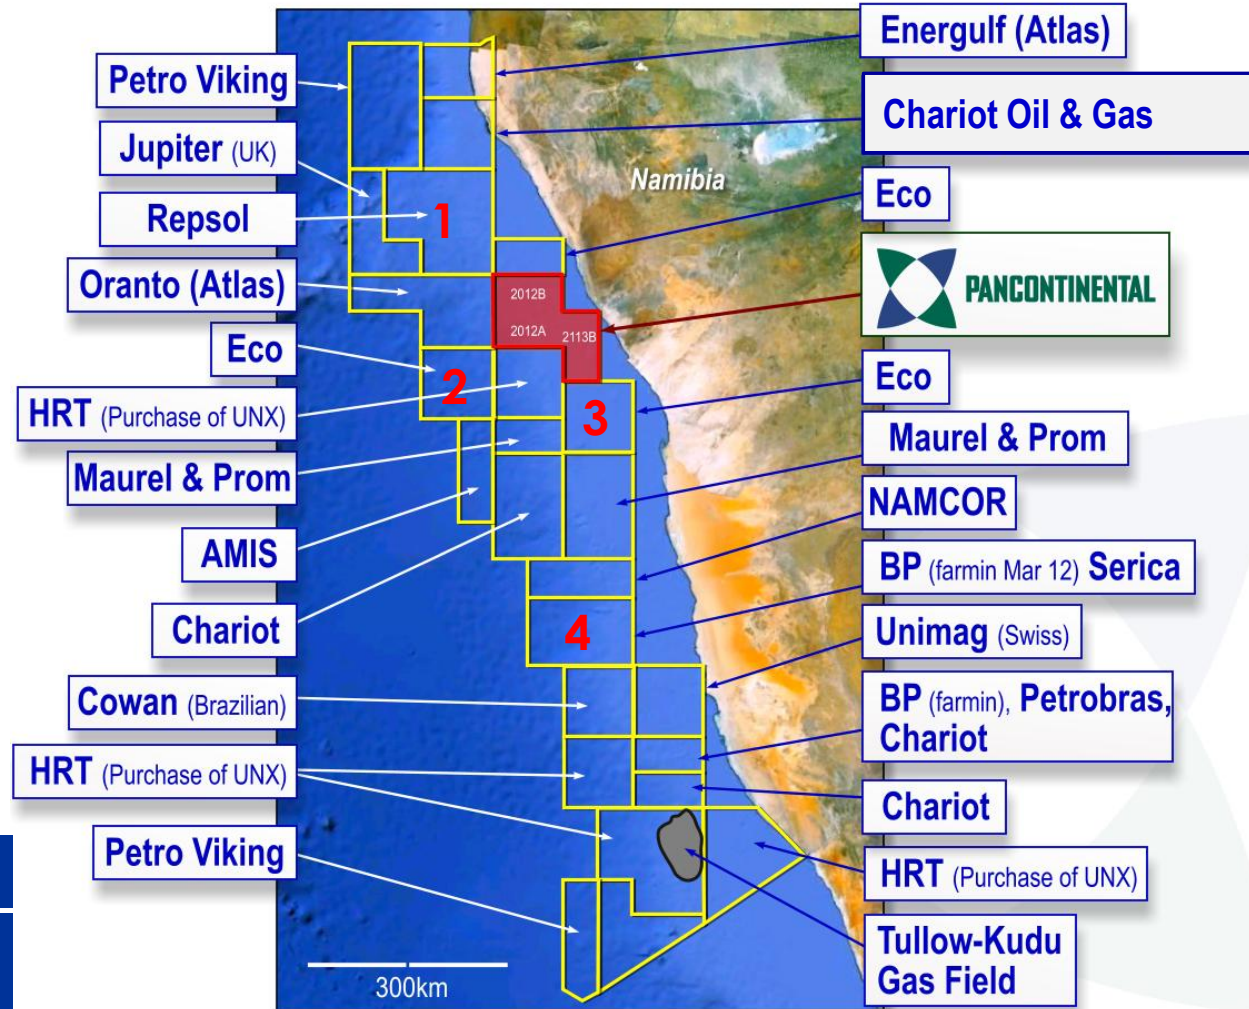 Petro Viking
Jupiter (UK)
Repsol
Oranto (Atlas)
Eco
HRT (Purchase of UNX)
Maurel & Prom
AMIS
Chariot
Cowan (Brazilian)
HRT (Purchase of UNX)
Petro Viking
Namibia
1
2012B
2012A
2113B
2
3
4
300km
Energulf (Atlas)
Chariot Oil & Gas
Eco
PANCONTINENTAL
Eco
Maurel & Prom
NAMCOR
BP (farmin Mar 12) Serica
Unimag (Swiss)
BP (farmin), Petrobras,
Chariot
Chariot
HRT (Purchase of UNX)
Tullow-Kudu
Gas Field